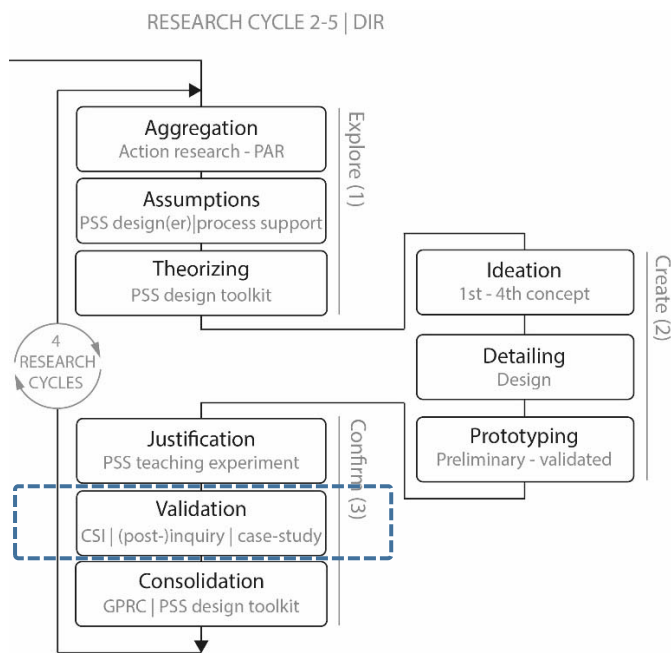 RESEARCH CYCLE 2-5 | DIR
Aggregation
Action research - PAR
Assumptions
PSS design(er)|process support
Theorizing
PSS design toolkit
Explore (1)
Ideation
1st - 4th concept
Detailing
Design
Prototyping
Preliminary - validated
Create (2)
4
RESEARCH
CYCLES
Justification
PSS teaching experiment
Validation
CSI | (post-)inquiry | case-study
Consolidation
GPRC | PSS design toolkit
Confirm (3)